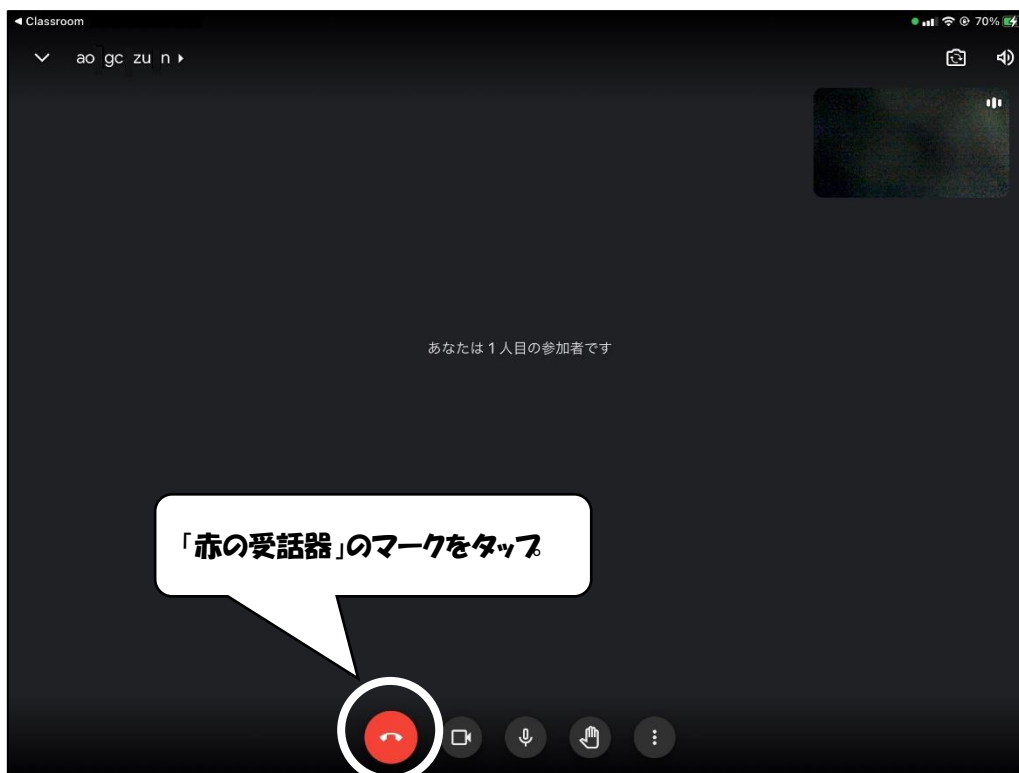 ◀ Classroom
70%
ao gc zu n ▸
あなたは 1 人目の参加者です
「赤の受話器」のマークをタップ